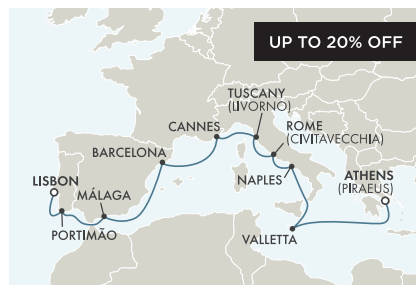 UP TO 20% OFF
TUSCANY
(LIVORNO)
CANNES
ROME
(CIVITAVECCHIA)
BARCELONA
LISBON
MÁLAGA
NAPLES
ATHENS
(PIRAEUS)
PORTIMÃO
VALLETTA